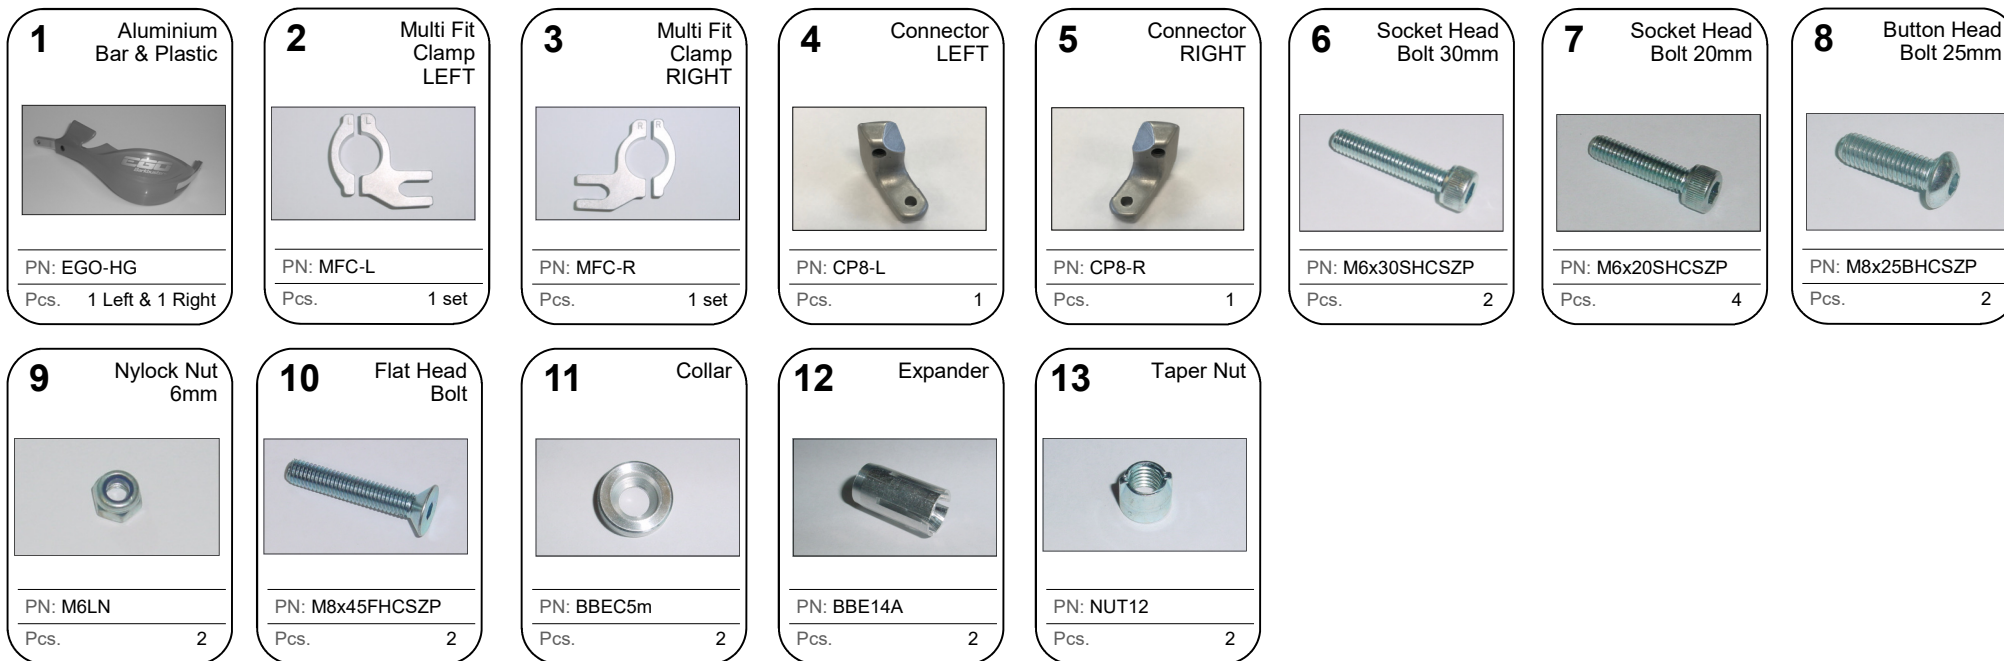 1
Aluminium
Bar & Plastic
EGO
PN: EGO-HG
Pcs. 1 Left & 1 Right
2
Multi Fit
Clamp
LEFT
L L
PN: MFC-L
Pcs. 1 set
3
Multi Fit
Clamp
RIGHT
R R
PN: MFC-R
Pcs. 1 set
4
Connector
LEFT
PN: CP8-L
Pcs. 1
5
Connector
RIGHT
PN: CP8-R
Pcs. 1
6
Socket Head
Bolt 30mm
PN: M6x30SHCSZP
Pcs. 2
7
Socket Head
Bolt 20mm
PN: M6x20SHCSZP
Pcs. 4
8
Button Head
Bolt 25mm
PN: M8x25BHCSZP
Pcs. 2
9
Nylock Nut
6mm
PN: M6LN
Pcs. 2
10
Flat Head
Bolt
PN: M8x45FHCSZP
Pcs. 2
11
Collar
PN: BBEC5m
Pcs. 2
12
Expander
PN: BBE14A
Pcs. 2
13
Taper Nut
PN: NUT12
Pcs. 2